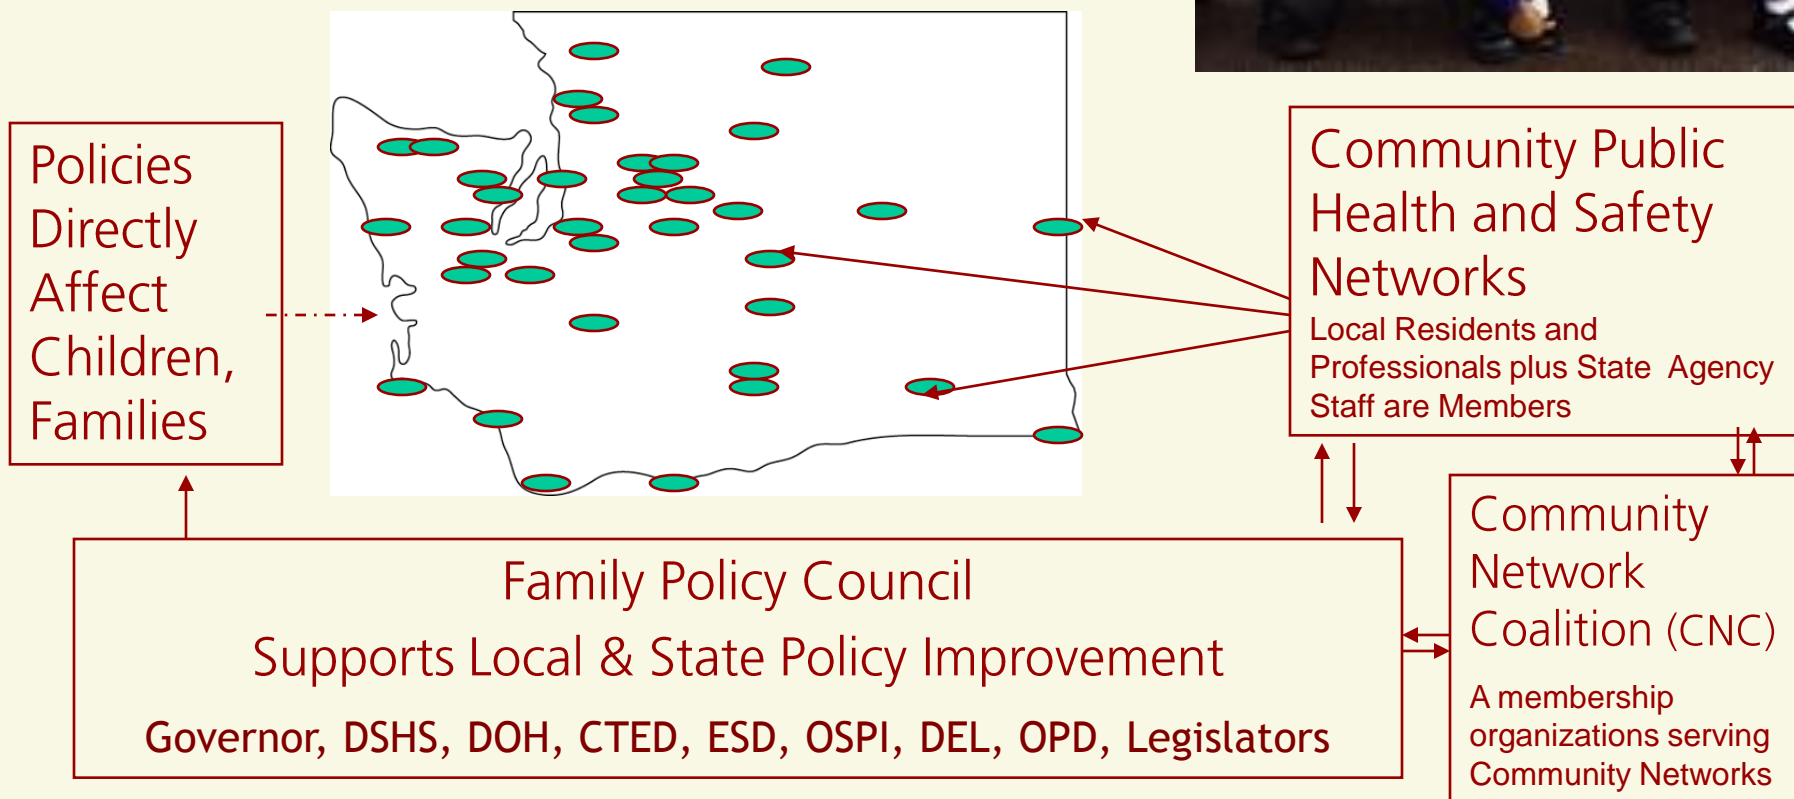 Policies
Directly
Affect
Children,
Families
Community Public
Health and Safety
Networks
Local Residents and
Professionals plus State Agency
Staff are Members
Family Policy Council
Supports Local & State Policy Improvement
Governor, DSHS, DOH, CTED, ESD, OSPI, DEL, OPD, Legislators
Community
Network
Coalition (CNC)
A membership
organizations serving
Community Networks